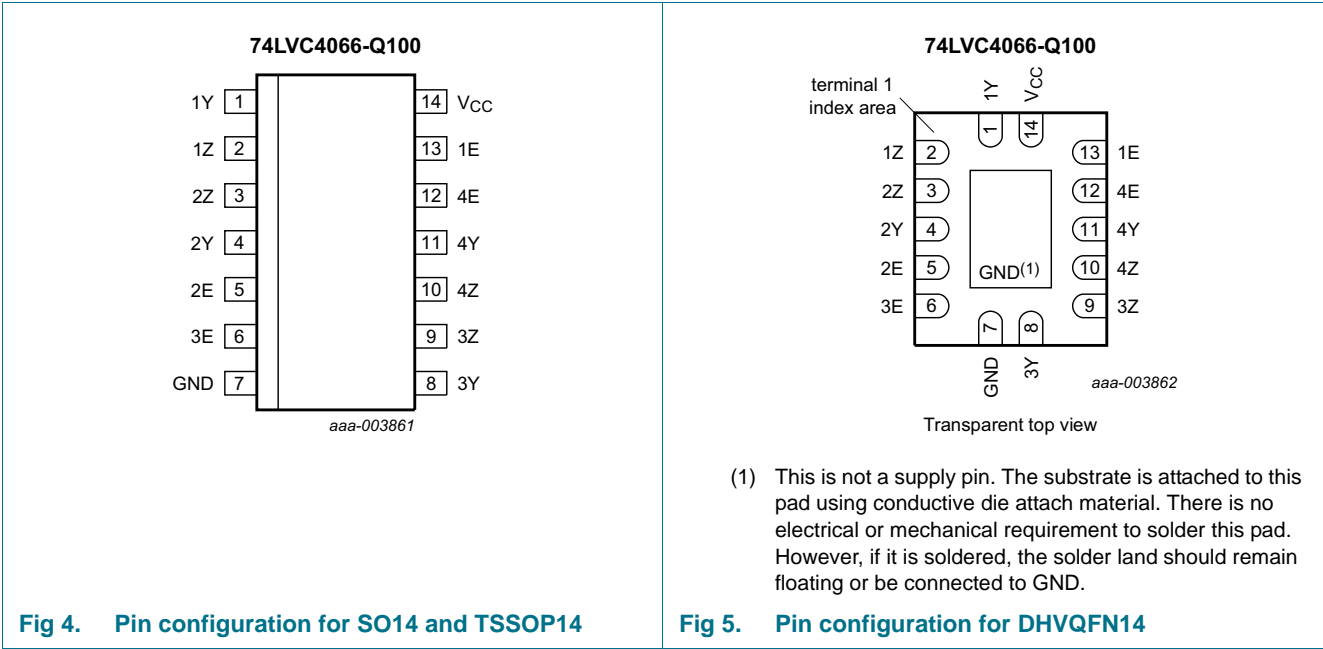 74LVC4066-Q100
1Y 1 14 VCC
1Z 2 13 1E
2Z 3 12 4E
2Y 4 11 4Y
2E 5 10 4Z
3E 6 9 3Z
GND 7 8 3Y
aaa-003861
Fig 4. Pin configuration for SO14 and TSSOP14
74LVC4066-Q100
terminal 1
index area
1Y VCC
1 14
1Z 2 13 1E
2Z 3 12 4E
2Y 4 11 4Y
2E 5 GND(1) 10 4Z
3E 6 9 3Z
7 8
GND 3Y
aaa-003862
Transparent top view
(1) This is not a supply pin. The substrate is attached to this
pad using conductive die attach material. There is no
electrical or mechanical requirement to solder this pad.
However, if it is soldered, the solder land should remain
floating or be connected to GND.
Fig 5. Pin configuration for DHVQFN14